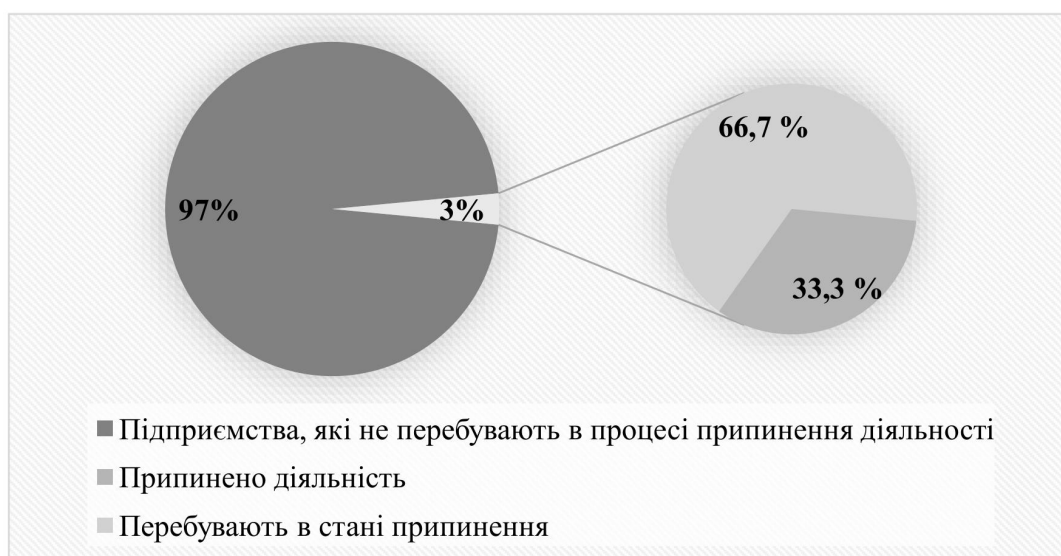 66,7 %
97%
3%
33,3 %
Підприємства, які не перебувають в процесі припинення діяльності
Припинено діяльність
Перебувають в стані припинення